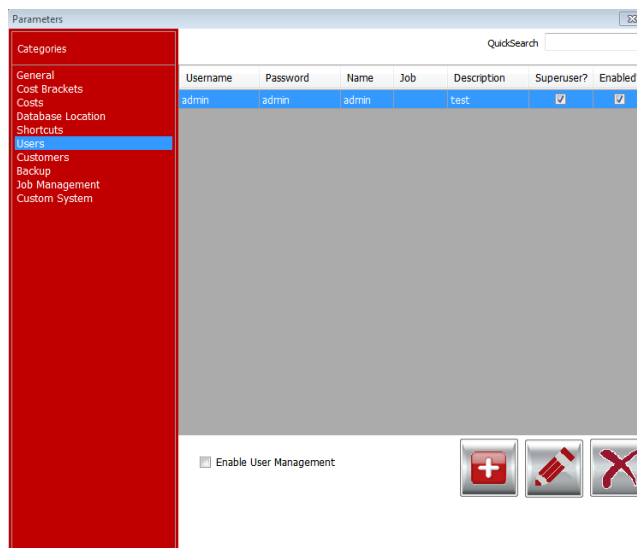 Parameters
Categories
QuickSearch
General
Cost Brackets
Costs
Database Location
Shortcuts
Users
Customers
Backup
Job Management
Custom System
Username Password Name Job Description Superuser? Enabled
admin admin admin test
Enable User Management